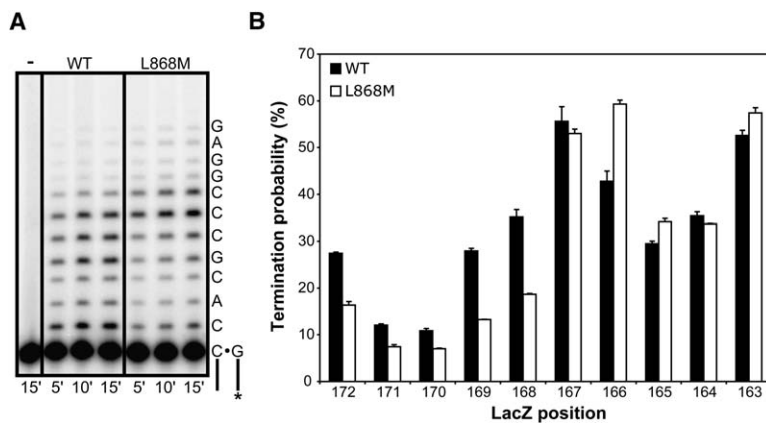 A
- WT L868M
G
A
G
G
C
C
C
G
C
A
C
C•G
*
15' 5' 10' 15' 5' 10' 15'
B
70
60
50
40
30
20
10
0
Termination probability (%)
WT
L868M
172 171 170 169 168 167 166 165 164 163
LacZ position